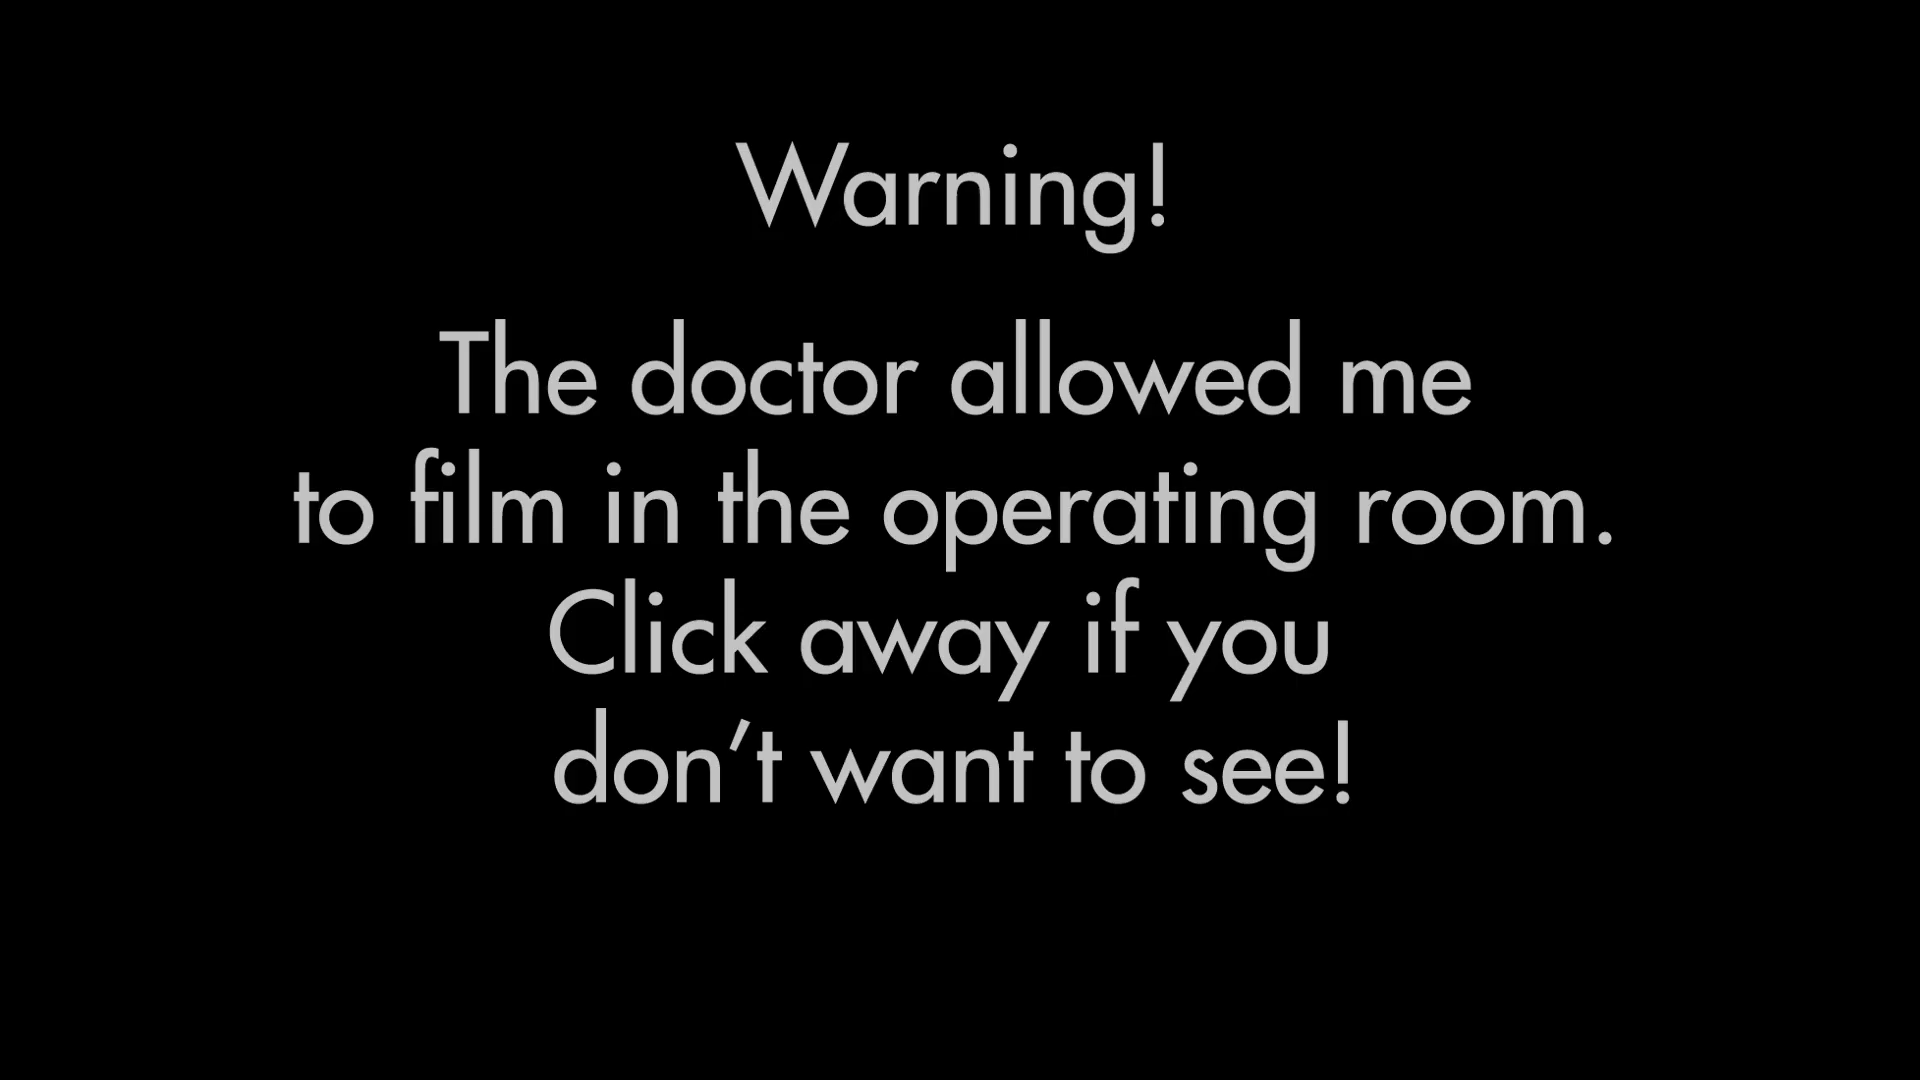 Warning!
The doctor allowed me
to film in the operating room.
Click away if you
don’t want to see!